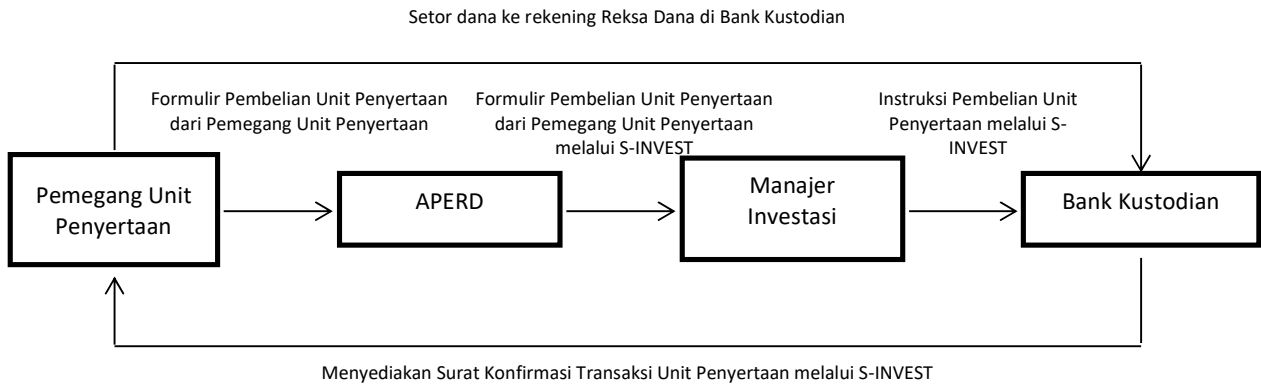 Setor dana ke rekening Reksa Dana di Bank Kustodian
Formulir Pembelian Unit Penyertaan
dari Pemegang Unit Penyertaan
Formulir Pembelian Unit Penyertaan
dari Pemegang Unit Penyertaan
melalui S-INVEST
Instruksi Pembelian Unit
Penyertaan melalui S-
INVEST
Pemegang Unit
Penyertaan
APERD
Manajer
Investasi
Bank Kustodian
Menyediakan Surat Konfirmasi Transaksi Unit Penyertaan melalui S-INVEST